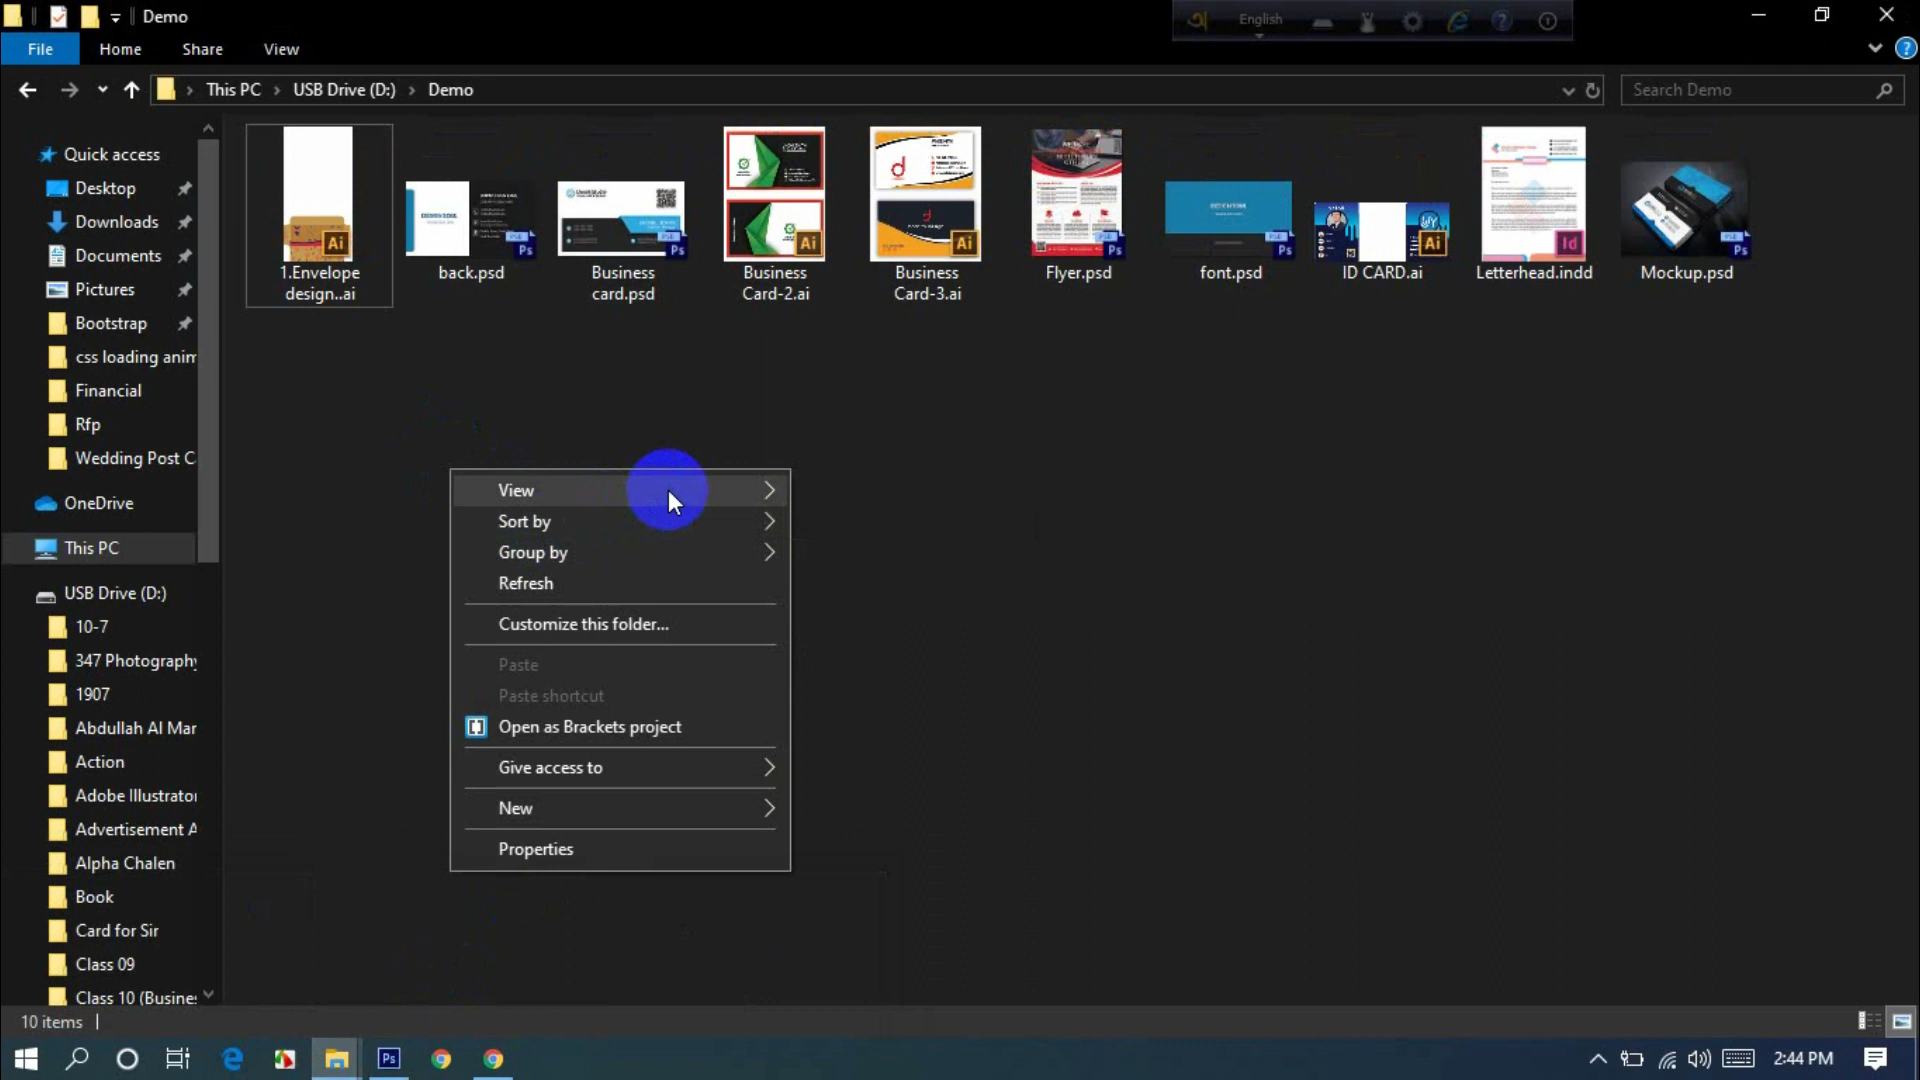 Demo
English
File
Home
Share
View
This PC
USB Drive (D:)
Demo
Search Demo
Quick access
Desktop
Downloads
Documents
Pictures
Bootstrap
css loading anim
Financial
Rfp
Wedding Post C
OneDrive
This PC
USB Drive (D:)
10-7
347 Photography
1907
Abdullah Al Mar
Action
Adobe Illustrator
Advertisement A
Alpha Chalen
Book
Card for Sir
Class 09
Class 10 (Busines
Ai
Ps
Ps
Ai
Ai
Ps
Ps
Ai
Id
Ps
1.Envelope
design..ai
back.psd
Business
card.psd
Business
Card-2.ai
Business
Card-3.ai
Flyer.psd
font.psd
ID CARD.ai
Letterhead.indd
Mockup.psd
View
Sort by
Group by
Refresh
Customize this folder...
Paste
Paste shortcut
Open as Brackets project
Give access to
New
Properties
10 items
Ps
2:44 PM